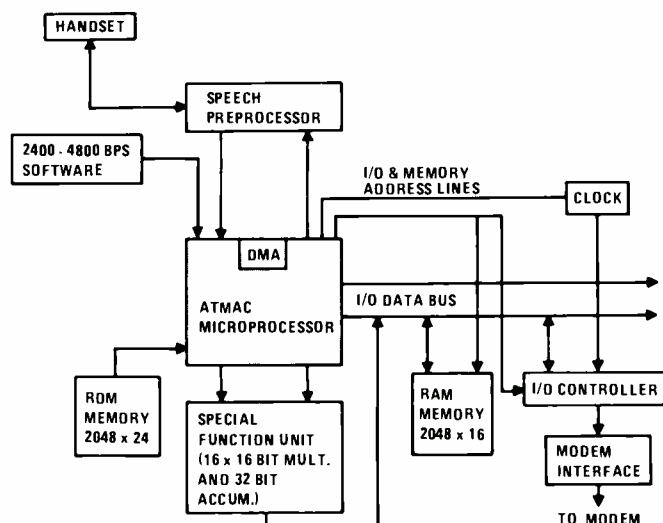 HANDSET
SPEECH
PREPROCESSOR
2400 - 4800 BPS
SOFTWARE
I/O & MEMORY
ADDRESS LINES
CLOCK
DMA
ATMAC
MICROPROCESSOR
I/O DATA BUS
ROM
MEMORY
2048 x 24
SPECIAL
FUNCTION UNIT
(16 x 16 BIT MULT.
AND 32 BIT
ACCUM.)
RAM
MEMORY
2048 x 16
I/O CONTROLLER
MODEM
INTERFACE
TO MODEM